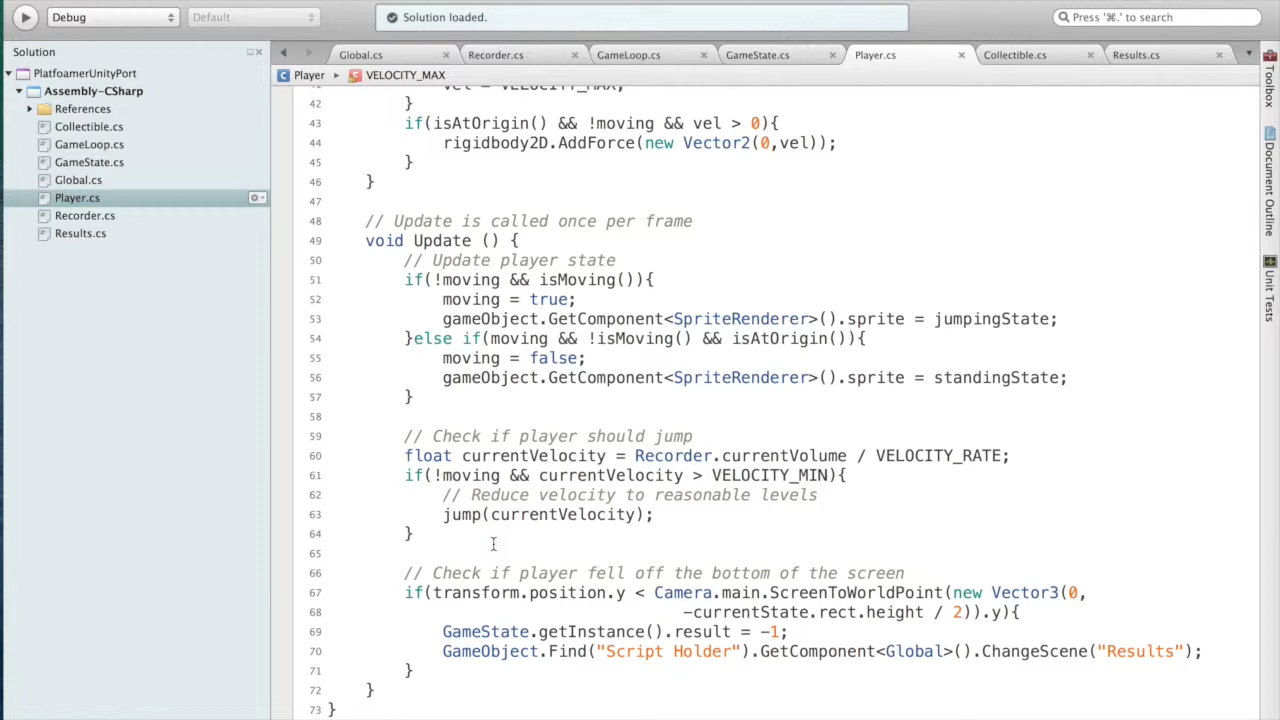 Debug
Default
Solution loaded.
Press '⌘.' to search
Solution
PlatfoamerUnityPort
Assembly-CSharp
References
Collectible.cs
GameLoop.cs
GameState.cs
Global.cs
Player.cs
Recorder.cs
Results.cs
Global.cs
Recorder.cs
GameLoop.cs
GameState.cs
Player.cs
Collectible.cs
Results.cs
Player
VELOCITY_MAX
41 vel = VELOCITY_MAX;
42 }
43 if(isAtOrigin() && !moving && vel > 0){
44 rigidbody2D.AddForce(new Vector2(0,vel));
45 }
46 }
47
48 // Update is called once per frame
49 void Update () {
50 // Update player state
51 if(!moving && isMoving()){
52 moving = true;
53 gameObject.GetComponent<SpriteRenderer>().sprite = jumpingState;
54 }else if(moving && !isMoving() && isAtOrigin()){
55 moving = false;
56 gameObject.GetComponent<SpriteRenderer>().sprite = standingState;
57 }
58
59 // Check if player should jump
60 float currentVelocity = Recorder.currentVolume / VELOCITY_RATE;
61 if(!moving && currentVelocity > VELOCITY_MIN){
62 // Reduce velocity to reasonable levels
63 jump(currentVelocity);
64 }
65
66 // Check if player fell off the bottom of the screen
67 if(transform.position.y < Camera.main.ScreenToWorldPoint(new Vector3(0,
68 -currentState.rect.height / 2)).y){
69 GameState.getInstance().result = -1;
70 GameObject.Find("Script Holder").GetComponent<Global>().ChangeScene("Results");
71 }
72 }
73 }
Toolbox
Document Outline
Unit Tests